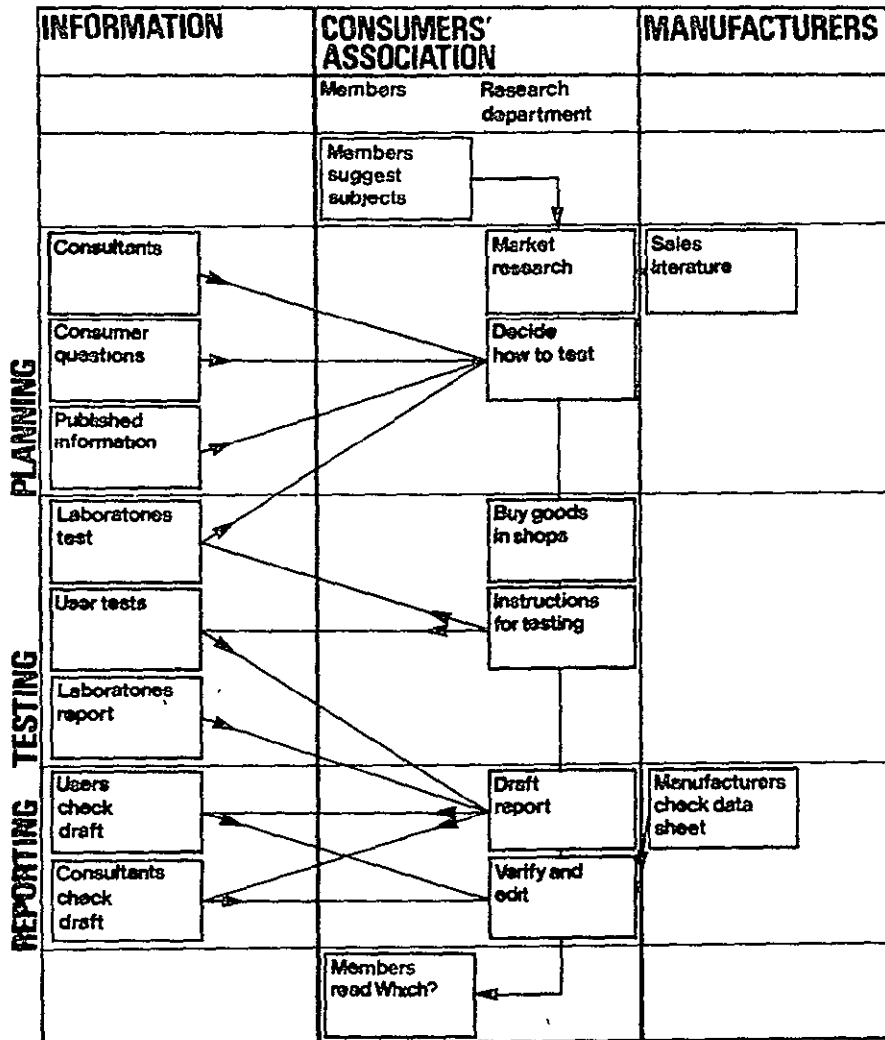 INFORMATION
CONSUMERS'
ASSOCIATION
MANUFACTURERS
Members
Research
department
Members
suggest
subjects
PLANNING
Consultants
Market
research
Sales
literature
Consumer
questions
Decide
how to test
Published
information
TESTING
Laboratories
test
Buy goods
in shops
User tests
Instructions
for testing
Laboratories
report
REPORTING
Users
check
draft
Draft
report
Manufacturers
check data
sheet
Consultants
check
draft
Verify and
edit
Members
read Which?